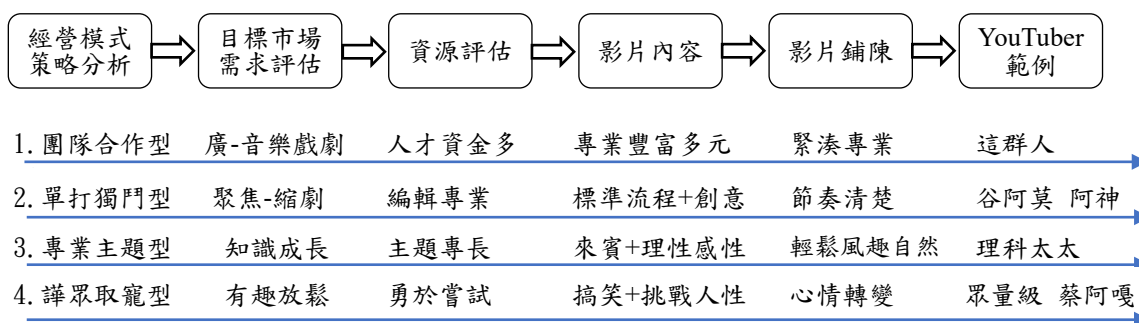 經營模式
策略分析
目標市場
需求評估
資源評估
影片內容
影片鋪陳
YouTuber
範例
1.團隊合作型 廣-音樂戲劇 人才資金多 專業豐富多元 緊湊專業 這群人
2.單打獨鬥型 聚焦-縮劇 編輯專業 標準流程+創意 節奏清楚 谷阿莫 阿神
3.專業主題型 知識成長 主題專長 來賓+理性感性 輕鬆風趣自然 理科太太
4.譁眾取寵型 有趣放鬆 勇於嘗試 搞笑+挑戰人性 心情轉變 眾量級 蔡阿嘎